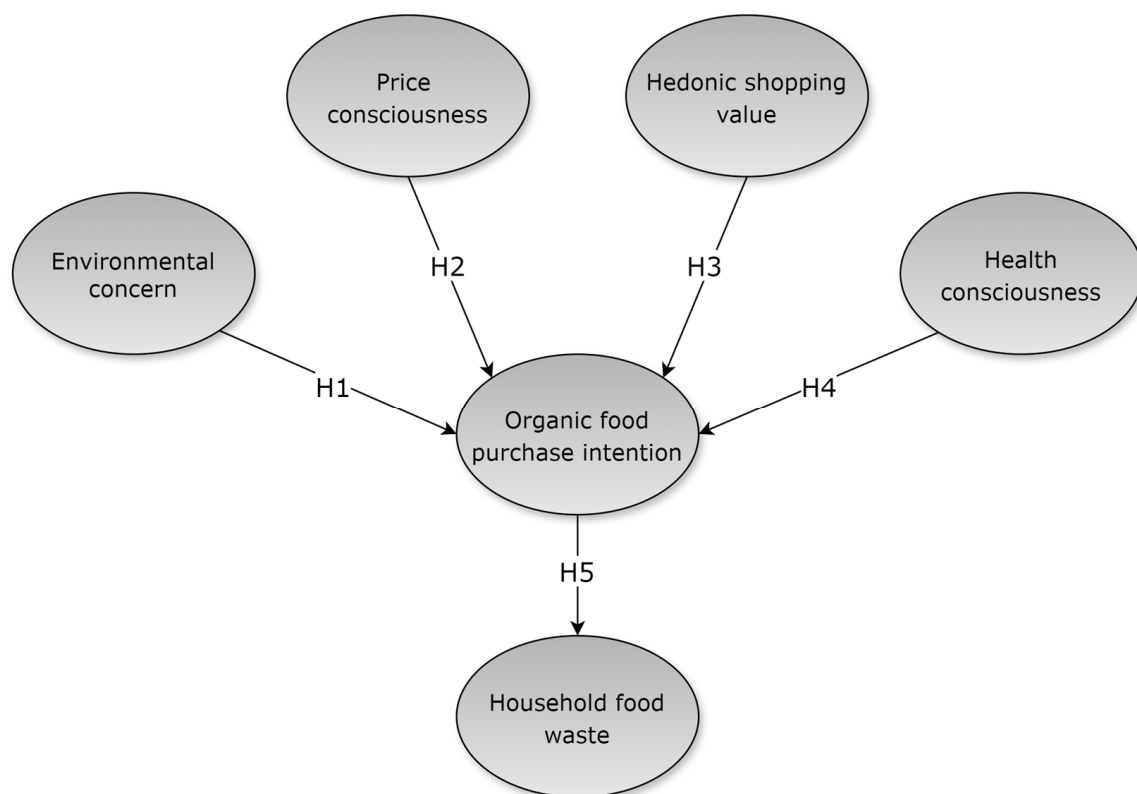 Price
consciousness
Hedonic shopping
value
Environmental
concern
H2
H3
Health
consciousness
H1
H4
Organic food
purchase intention
H5
Household food
waste